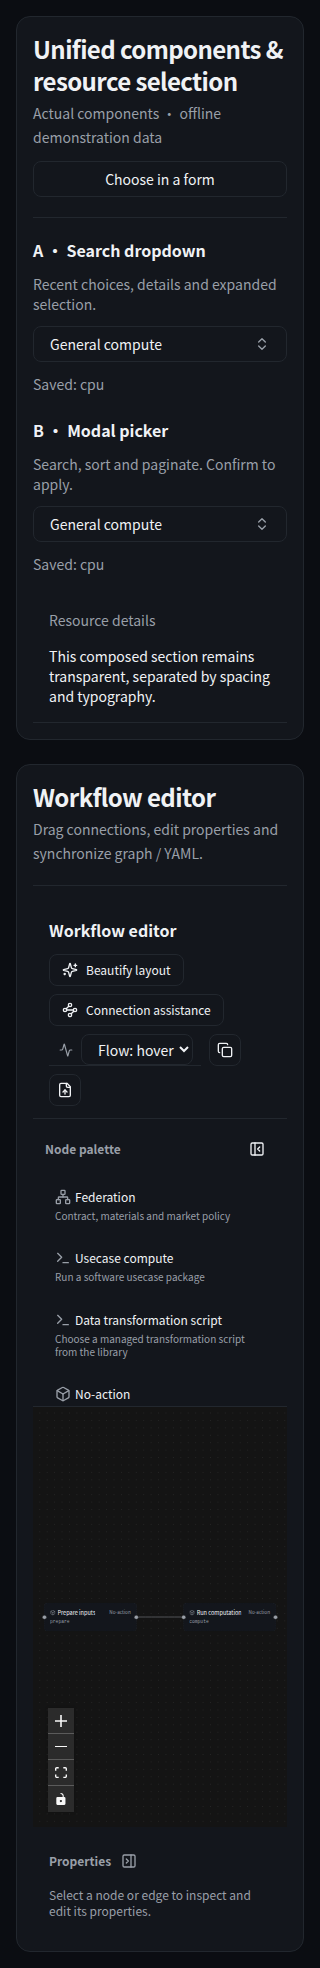 Unified components &
resource selection
Actual components • offline
demonstration data
Choose in a form
A • Search dropdown
Recent choices, details and expanded
selection.
General compute
Saved: cpu
B • Modal picker
Search, sort and paginate. Confirm to
apply.
General compute
Saved: cpu
Resource details
This composed section remains
transparent, separated by spacing
and typography.
Workflow editor
Drag connections, edit properties and
synchronize graph / YAML.
Workflow editor
Beautify layout
Connection assistance
Flow: hover
Node palette
Federation
Contract, materials and market policy
Usecase compute
Run a software usecase package
Data transformation script
Choose a managed transformation script
from the library
No-action
Prepare inputs No-action
prepare
Run computation No-action
compute
Properties
Select a node or edge to inspect and
edit its properties.